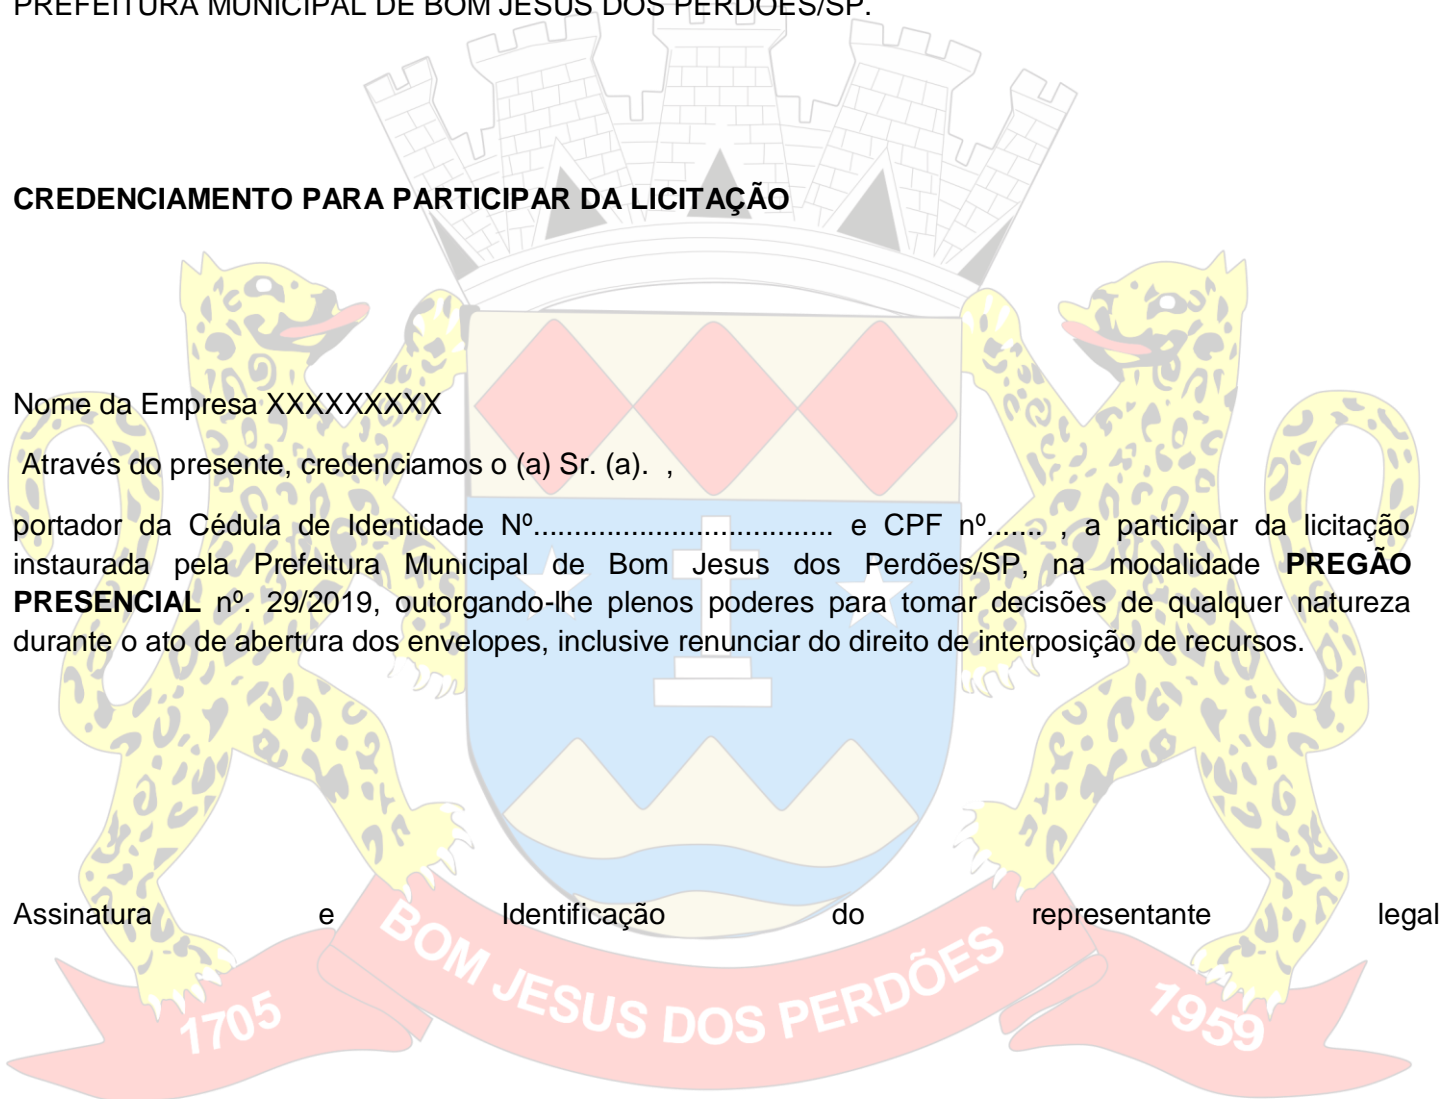 PREFEITURA MUNICIPAL DE BOM JESUS DOS PERDÕES/SP.
CREDENCIAMENTO PARA PARTICIPAR DA LICITAÇÃO
Nome da Empresa XXXXXXXXX
Através do presente, credenciamos o (a) Sr. (a). ,
portador da Cédula de Identidade Nº.................................... e CPF nº....... , a participar da licitação
instaurada pela Prefeitura Municipal de Bom Jesus dos Perdões/SP, na modalidade PREGÃO
PRESENCIAL nº. 29/2019, outorgando-lhe plenos poderes para tomar decisões de qualquer natureza
durante o ato de abertura dos envelopes, inclusive renunciar do direito de interposição de recursos.
Assinatura e Identificação do representante legal
1705 BOM JESUS DOS PERDÕES 1959